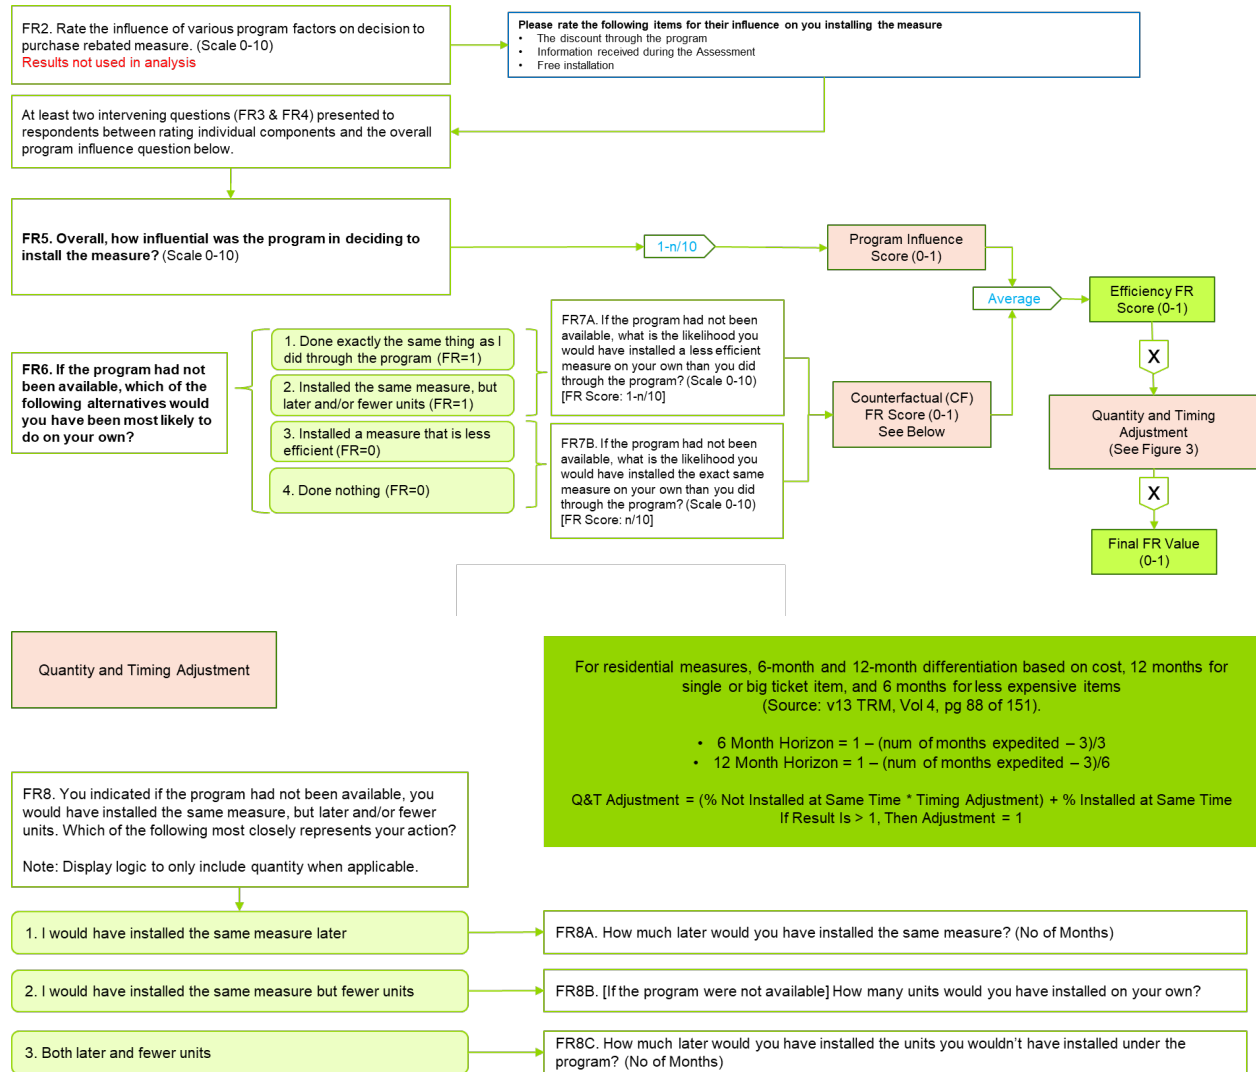 FR2. Rate the influence of various program factors on decision to
purchase rebated measure. (Scale 0-10)
Results not used in analysis
Please rate the following items for their influence on you installing the measure
• The discount through the program
• Information received during the Assessment
• Free installation
At least two intervening questions (FR3 & FR4) presented to
respondents between rating individual components and the overall
program influence question below.
FR5. Overall, how influential was the program in deciding to
install the measure? (Scale 0-10)
1-n/10
Program Influence
Score (0-1)
Average
Efficiency FR
Score (0-1)
X
FR6. If the program had not
been available, which of the
following alternatives would
you have been most likely to
do on your own?
1. Done exactly the same thing as I
did through the program (FR=1)
2. Installed the same measure, but
later and/or fewer units (FR=1)
3. Installed a measure that is less
efficient (FR=0)
4. Done nothing (FR=0)
FR7A. If the program had not been
available, what is the likelihood you
would have installed a less efficient
measure on your own than you did
through the program? (Scale 0-10)
[FR Score: 1-n/10]
FR7B. If the program had not been
available, what is the likelihood you
would have installed the exact same
measure on your own than you did
through the program? (Scale 0-10)
[FR Score: n/10]
Counterfactual (CF)
FR Score (0-1)
See Below
Quantity and Timing
Adjustment
(See Figure 3)
X
Final FR Value
(0-1)
Quantity and Timing Adjustment
For residential measures, 6-month and 12-month differentiation based on cost, 12 months for
single or big ticket item, and 6 months for less expensive items
(Source: v13 TRM, Vol 4, pg 88 of 151).
• 6 Month Horizon = 1 – (num of months expedited – 3)/3
• 12 Month Horizon = 1 – (num of months expedited – 3)/6
Q&T Adjustment = (% Not Installed at Same Time * Timing Adjustment) + % Installed at Same Time
If Result Is > 1, Then Adjustment = 1
FR8. You indicated if the program had not been available, you
would have installed the same measure, but later and/or fewer
units. Which of the following most closely represents your action?
Note: Display logic to only include quantity when applicable.
1. I would have installed the same measure later
FR8A. How much later would you have installed the same measure? (No of Months)
2. I would have installed the same measure but fewer units
FR8B. [If the program were not available] How many units would you have installed on your own?
3. Both later and fewer units
FR8C. How much later would you have installed the units you wouldn't have installed under the
program? (No of Months)